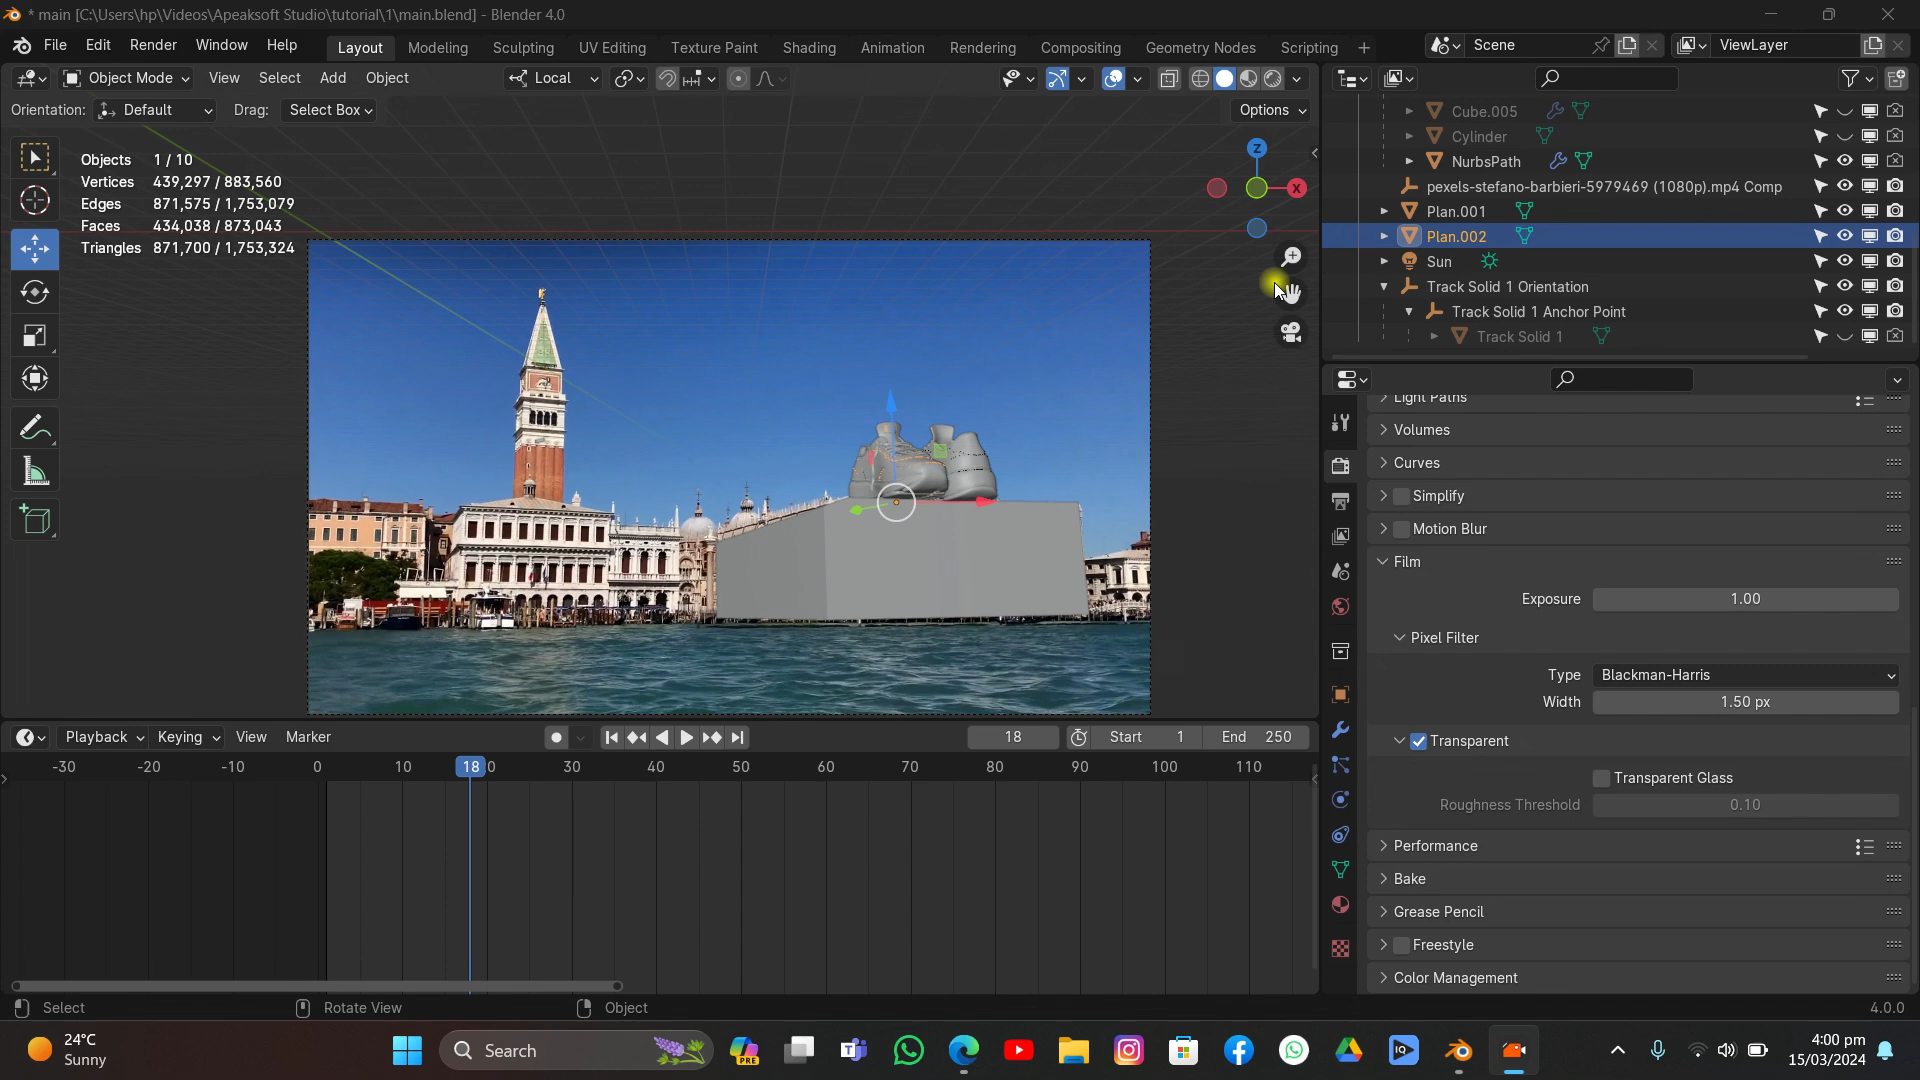 * main [C:\Users\hp\Videos\Apeaksoft Studio\tutorial\1\main.blend] - Blender 4.0
File Edit Render Window Help Layout Modeling Sculpting UV Editing Texture Paint Shading Animation Rendering Compositing Geometry Nodes Scripting + Scene ViewLayer
Object Mode View Select Add Object Local
Orientation: Default Drag: Select Box Options
Objects 1 / 10
Vertices 439,297 / 883,560
Edges 871,575 / 1,753,079
Faces 434,038 / 873,043
Triangles 871,700 / 1,753,324
Z
X
Cube.005
Cylinder
NurbsPath
pexels-stefano-barbieri-5979469 (1080p).mp4 Comp
Plan.001
Plan.002
Sun
Track Solid 1 Orientation
Track Solid 1 Anchor Point
Track Solid 1
Light Paths
Volumes
Curves
Simplify
Motion Blur
Film
Exposure 1.00
Pixel Filter
Type Blackman-Harris
Width 1.50 px
Transparent
Transparent Glass
Roughness Threshold 0.10
Performance
Bake
Grease Pencil
Freestyle
Color Management
Playback Keying View Marker 18 Start 1 End 250
-30 -20 -10 0 10 18 0 30 40 50 60 70 80 90 100 110
Select Rotate View Object 4.0.0
24°C
Sunny
Search
PRE
IQ
4:00 pm
15/03/2024